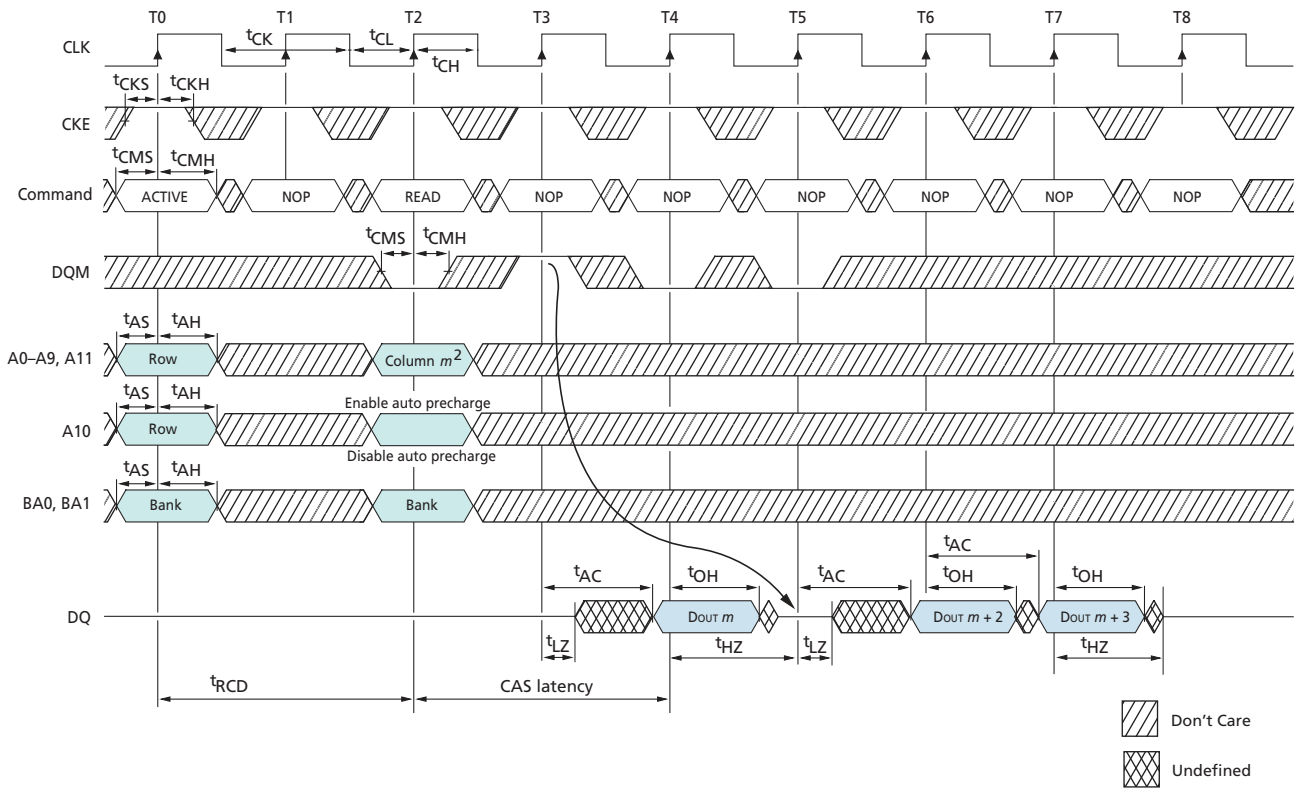 T0 T1 T2 T3 T4 T5 T6 T7 T8
CLK
tCK tCL
tCH
tCKS tCKH
CKE
tCMS tCMH
Command
ACTIVE NOP READ NOP NOP NOP NOP NOP NOP
tCMS tCMH
DQM
tAS tAH
A0–A9, A11
Row Column m2
tAS tAH
Enable auto precharge
A10
Row
Disable auto precharge
tAS tAH
BA0, BA1
Bank Bank
tAC
tAC tOH tAC tOH tOH
DQ
DOUT m DOUT m + 2 DOUT m + 3
tLZ tHZ tLZ tHZ
tRCD CAS latency
Don't Care
Undefined